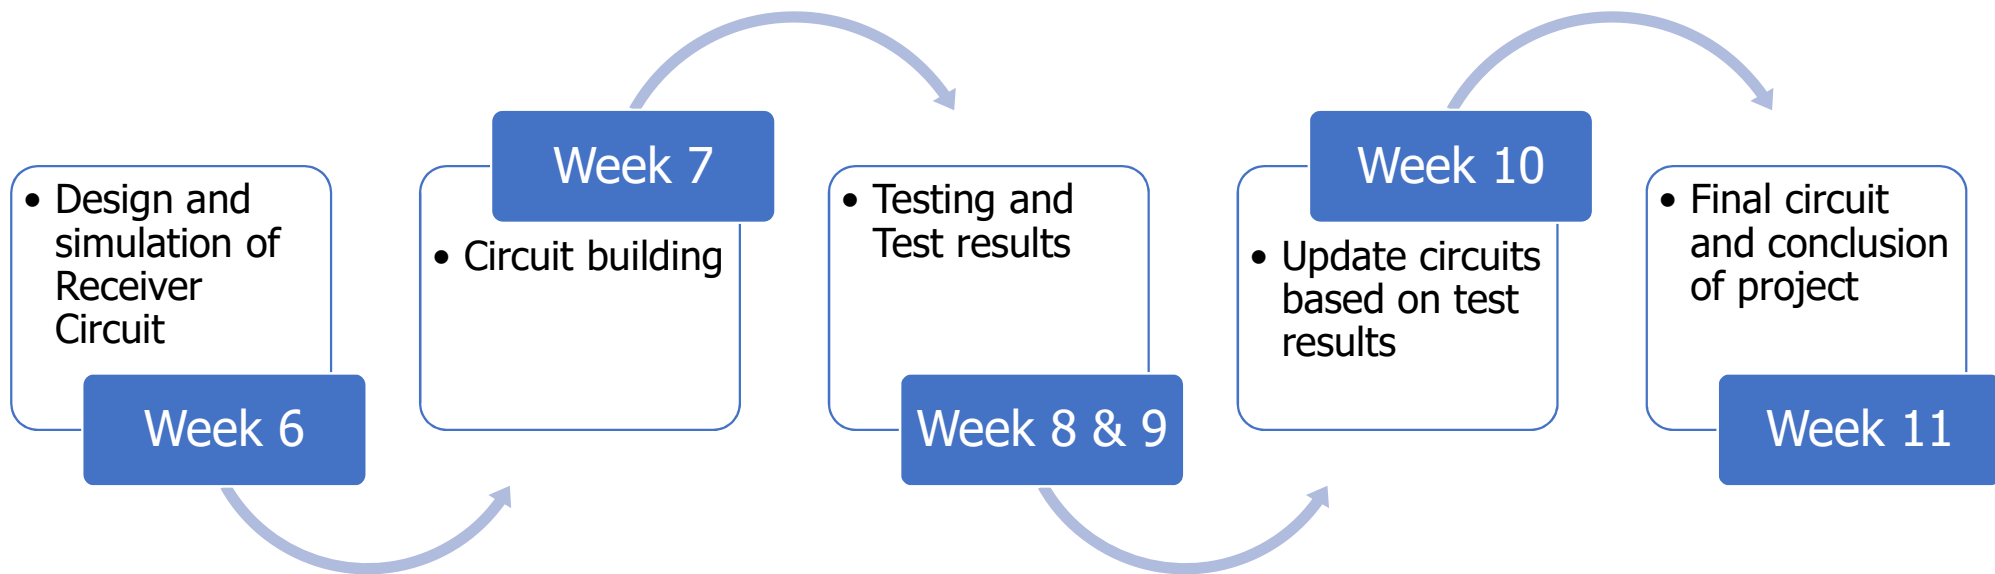 • Design and
simulation of
Receiver
Circuit
Week 6
Week 7
• Circuit building
• Testing and
Test results
Week 8 & 9
Week 10
• Update circuits
based on test
results
• Final circuit
and conclusion
of project
Week 11